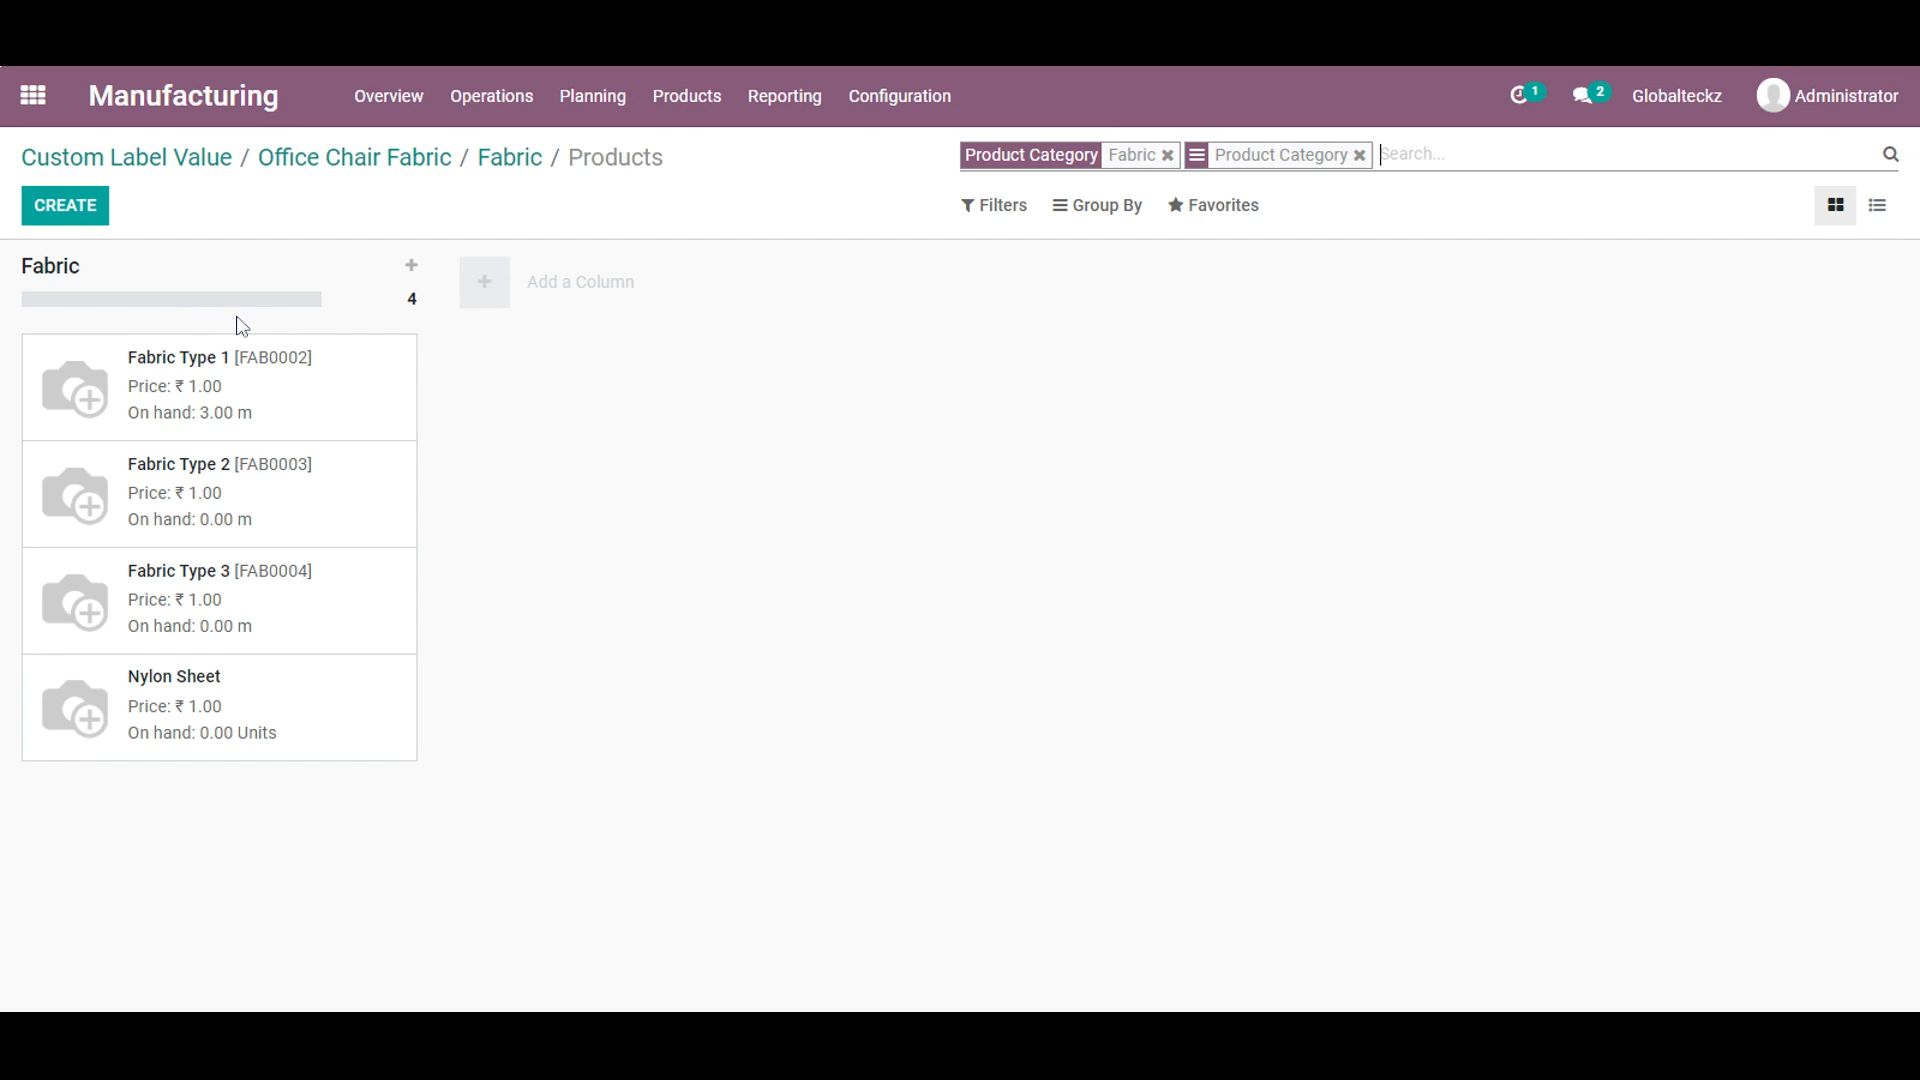 Manufacturing Overview Operations Planning Products Reporting Configuration 1 2 Globalteckz Administrator
Custom Label Value / Office Chair Fabric / Fabric / Products Product Category Fabric Product Category Search...
CREATE Filters Group By Favorites
Fabric
4
Add a Column
Fabric Type 1 [FAB0002]
Price: ₹ 1.00
On hand: 3.00 m
Fabric Type 2 [FAB0003]
Price: ₹ 1.00
On hand: 0.00 m
Fabric Type 3 [FAB0004]
Price: ₹ 1.00
On hand: 0.00 m
Nylon Sheet
Price: ₹ 1.00
On hand: 0.00 Units